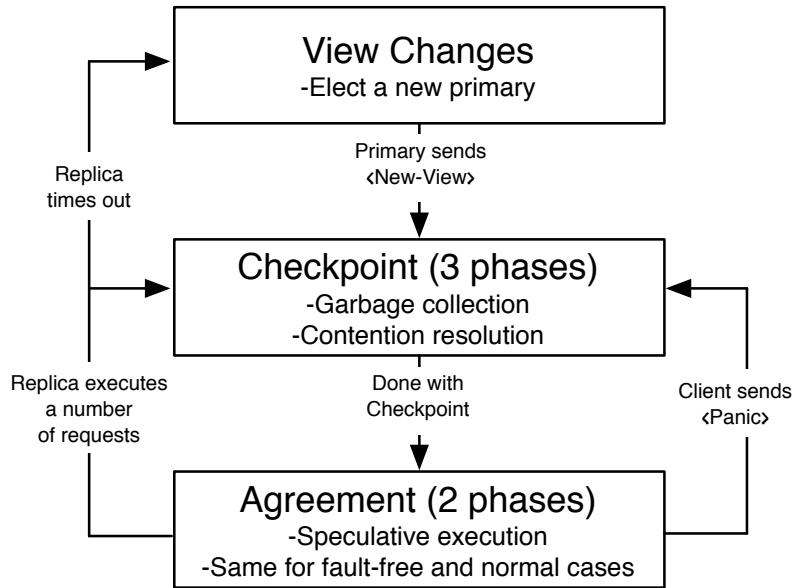 View Changes
-Elect a new primary
Primary sends
‹New-View›
Replica
times out
Checkpoint (3 phases)
-Garbage collection
-Contention resolution
Replica executes
a number
of requests
Done with
Checkpoint
Client sends
‹Panic›
Agreement (2 phases)
-Speculative execution
-Same for fault-free and normal cases